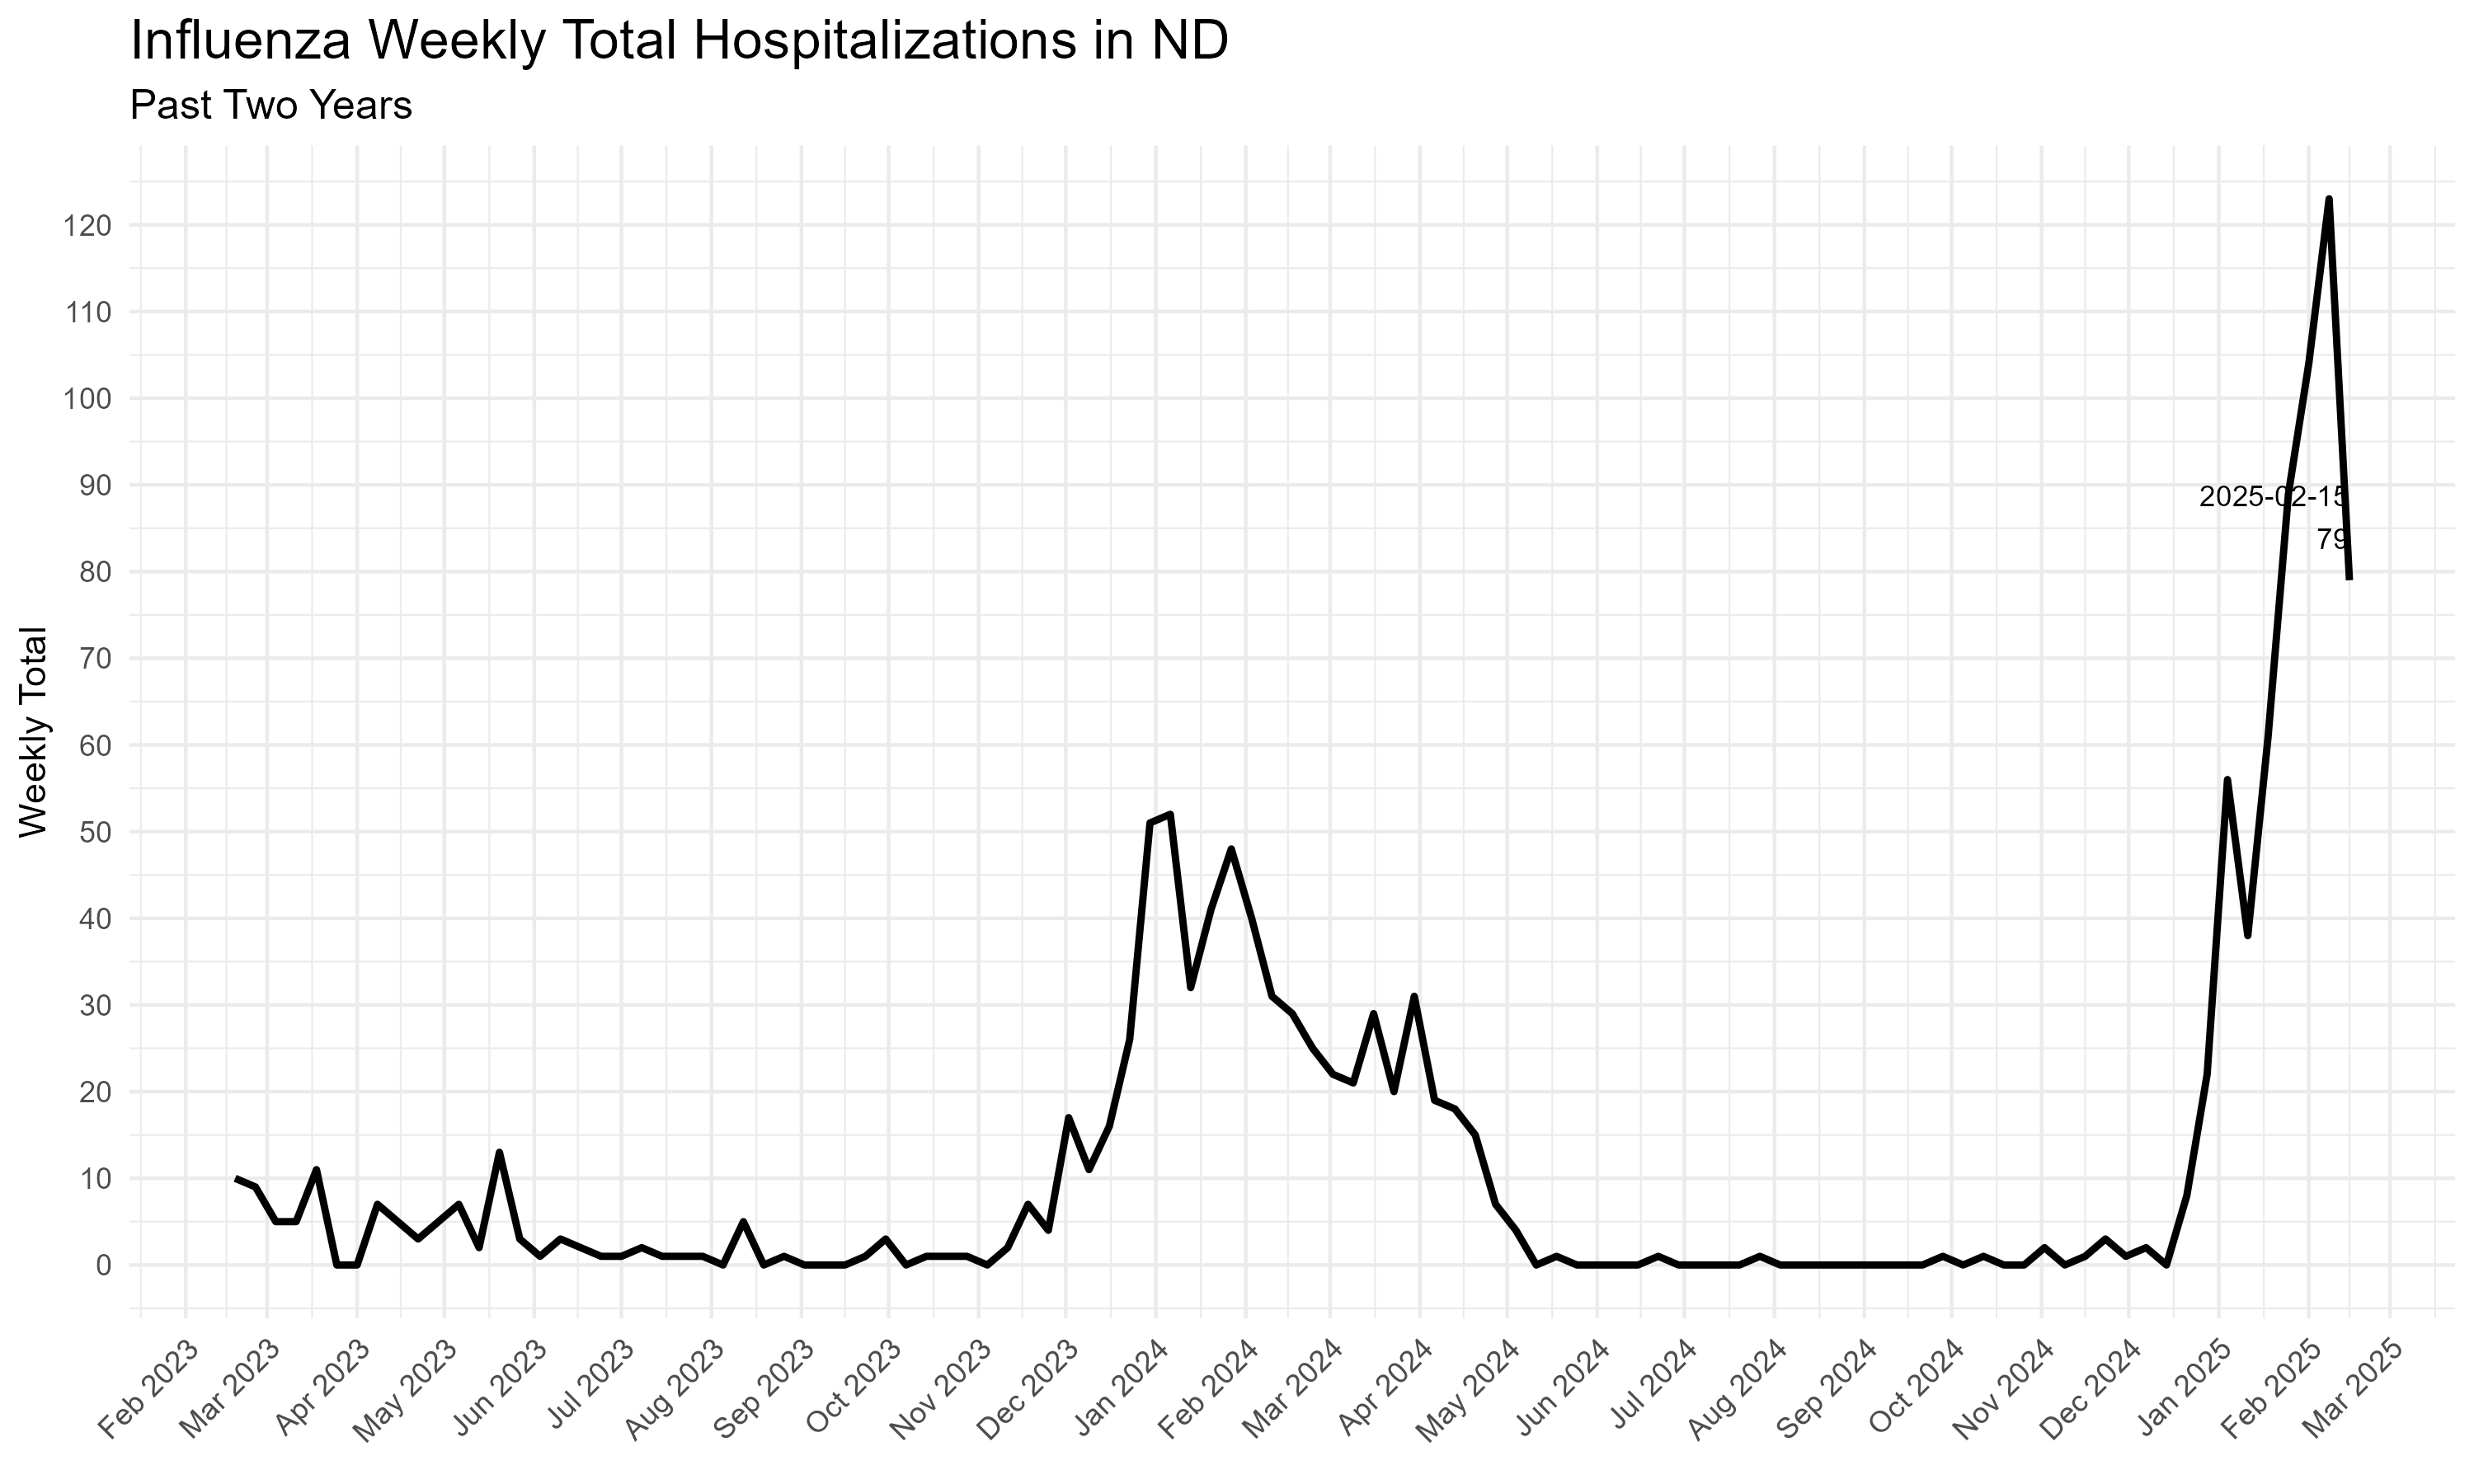 Influenza Weekly Total Hospitalizations in ND
Past Two Years
Weekly Total
120
110
100
90
80
70
60
50
40
30
20
10
0
2025-02-15
79
Feb 2023
Mar 2023
Apr 2023
May 2023
Jun 2023
Jul 2023
Aug 2023
Sep 2023
Oct 2023
Nov 2023
Dec 2023
Jan 2024
Feb 2024
Mar 2024
Apr 2024
May 2024
Jun 2024
Jul 2024
Aug 2024
Sep 2024
Oct 2024
Nov 2024
Dec 2024
Jan 2025
Feb 2025
Mar 2025